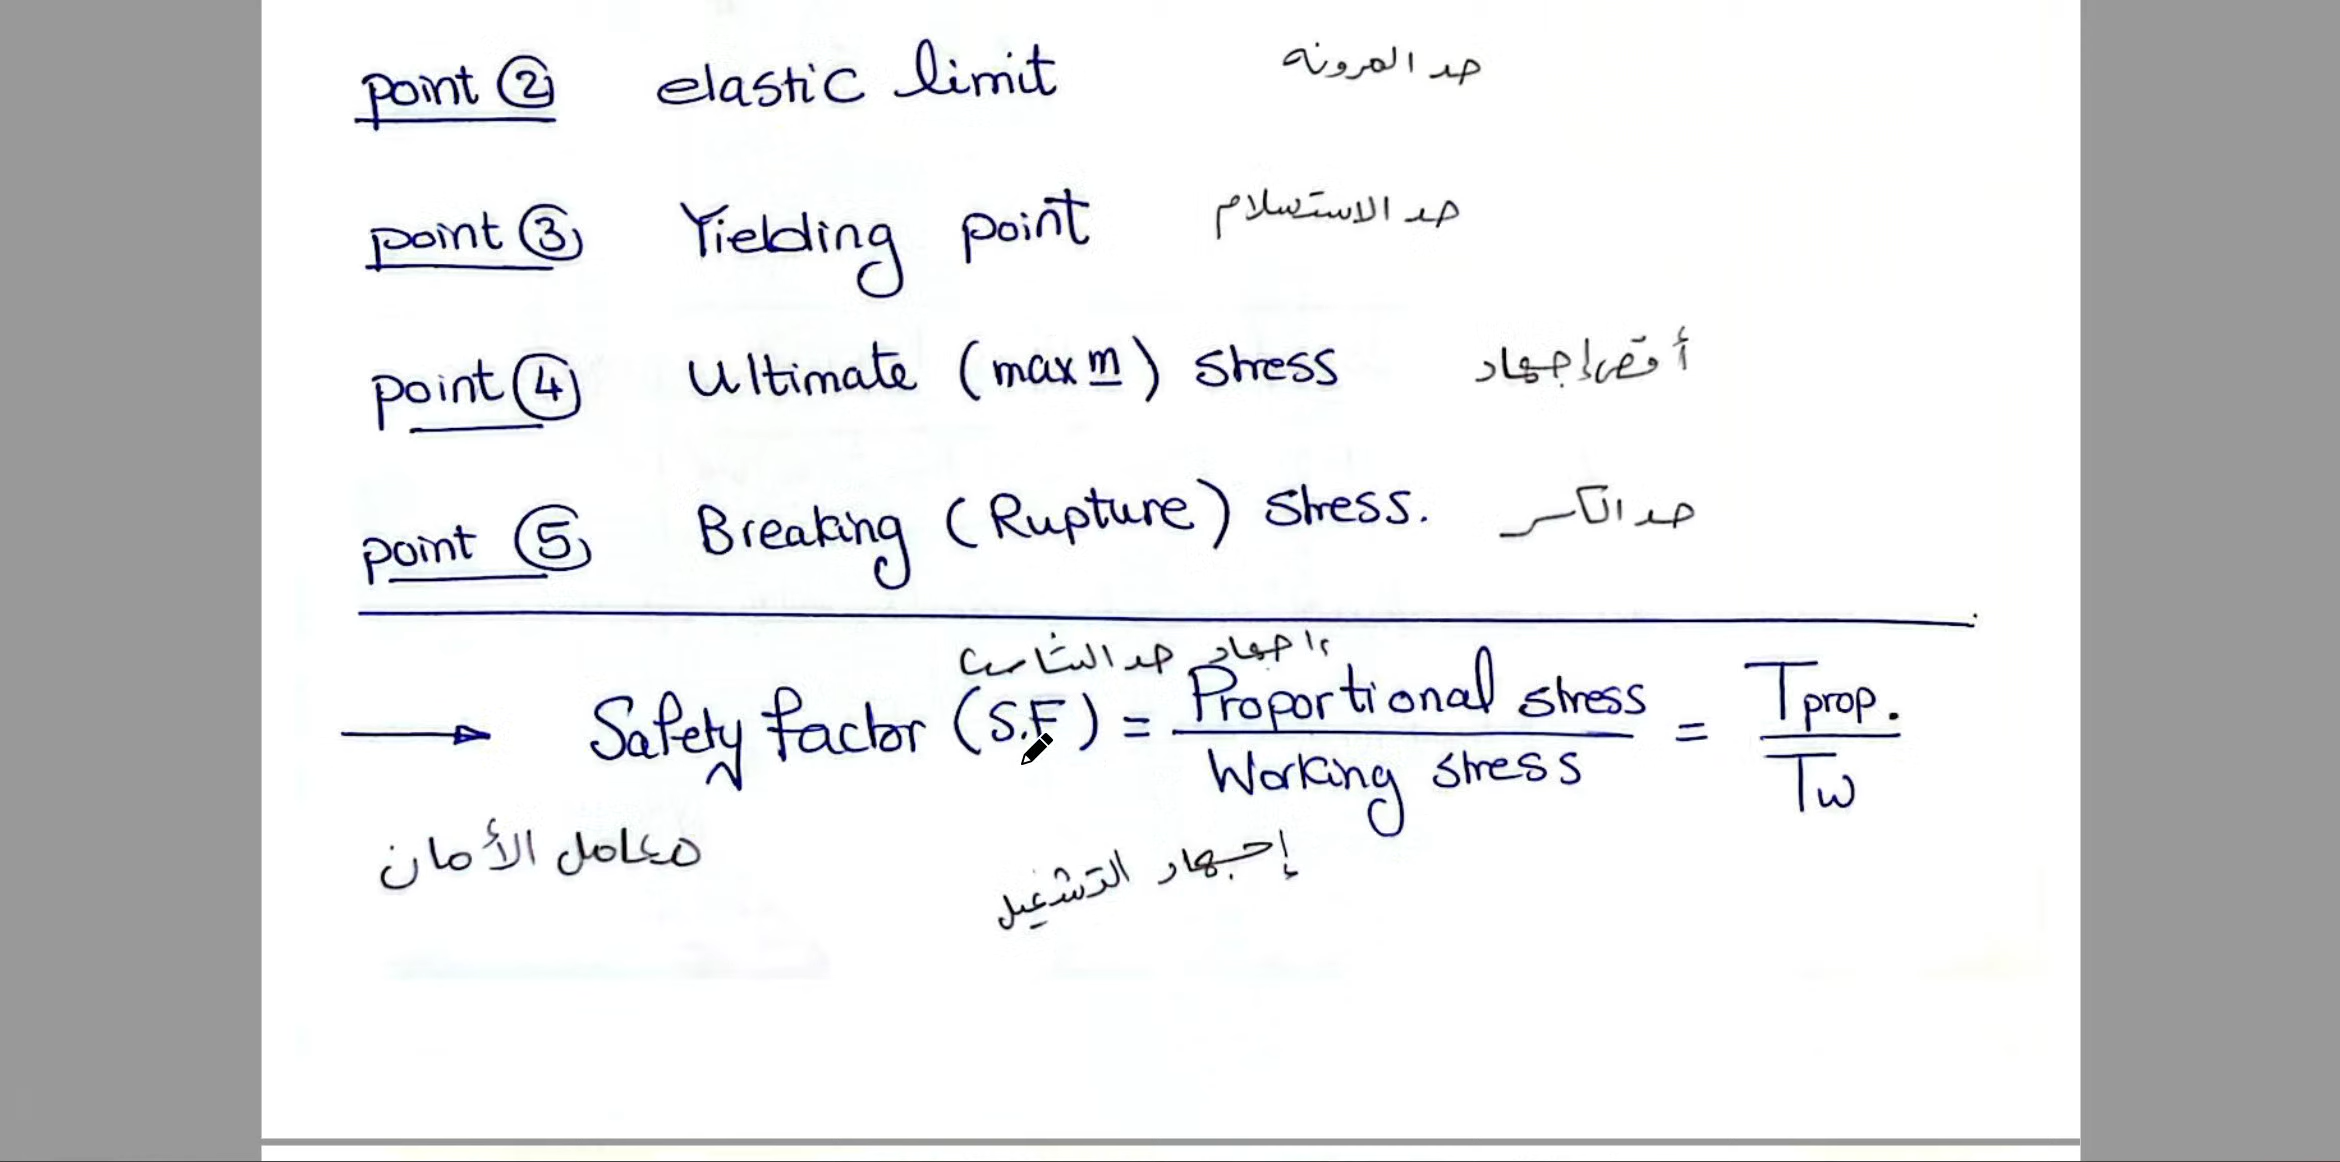 point ② elastic limit حد المرونه
point ③ Yielding point حد الاستسلام
point ④ Ultimate (maxm) stress أقصى إجهاد
point ⑤ Breaking (Rupture) stress. حد الكسر
اجهاد حد التناسب
Safety factor (S.F) = Proportional stress / Working stress = Tprop. / Tw
معامل الأمان
إجهاد التشغيل